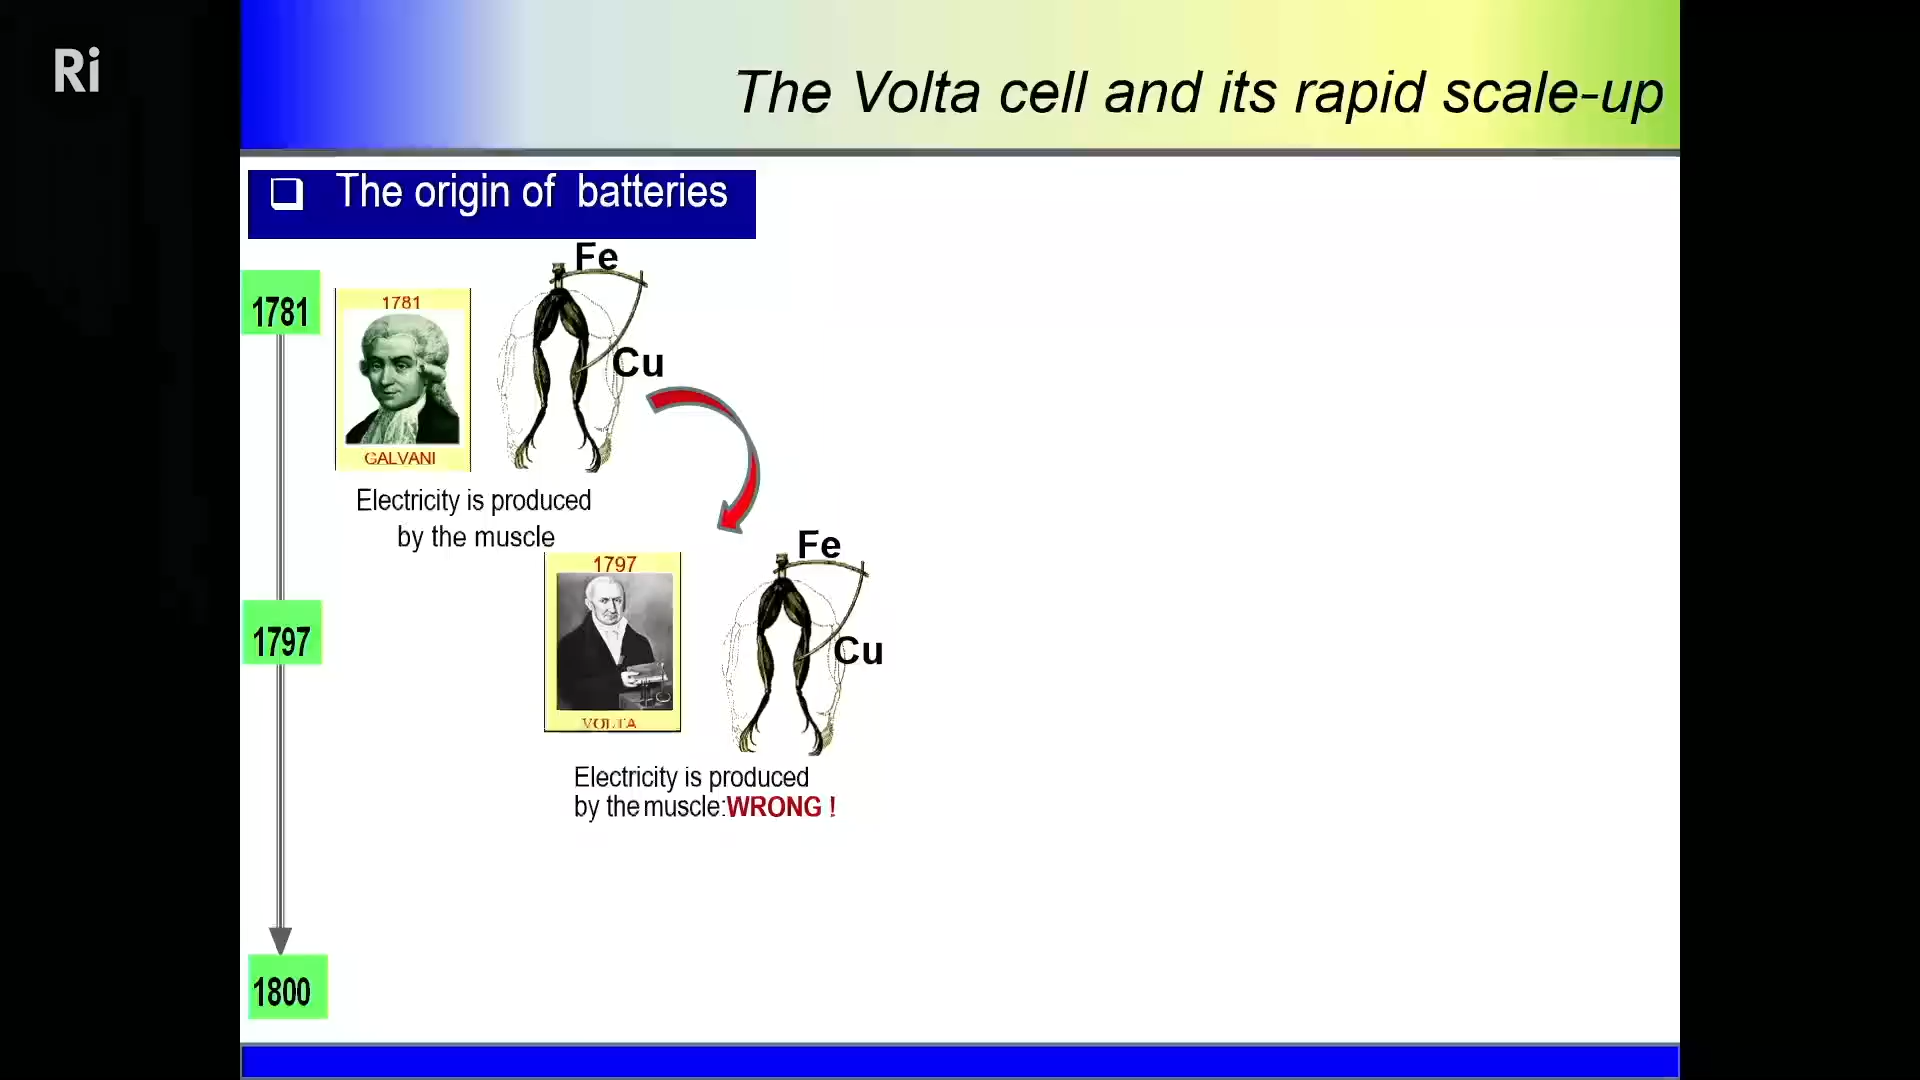 Ri
The Volta cell and its rapid scale-up
The origin of batteries
Fe
1781
1781
Cu
GALVANI
Electricity is produced
by the muscle
Fe
1797
1797
Cu
VOLTA
Electricity is produced
by the muscle:WRONG !
1800